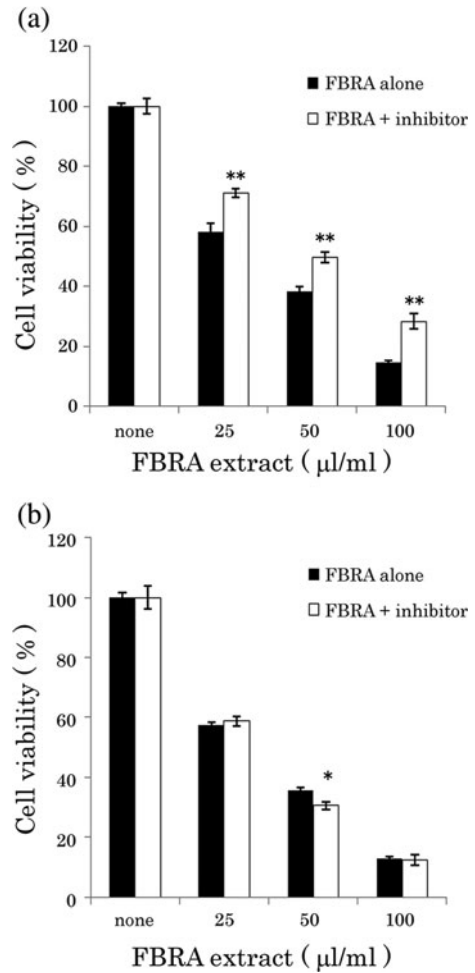 (a)
120
100
80
60
40
20
0
Cell viability ( % )
FBRA alone
FBRA + inhibitor
**
**
**
none 25 50 100
FBRA extract ( μl/ml )
(b)
120
100
80
60
40
20
0
Cell viability ( % )
FBRA alone
FBRA + inhibitor
*
none 25 50 100
FBRA extract ( μl/ml )